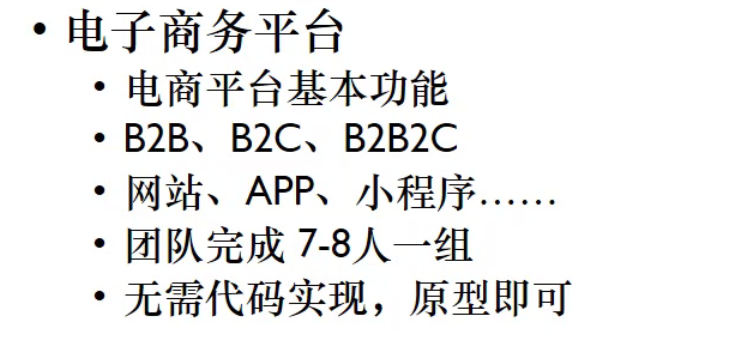 • 电子商务平台
• 电商平台基本功能
• B2B、B2C、B2B2C
• 网站、APP、小程序……
• 团队完成 7-8人一组
• 无需代码实现，原型即可